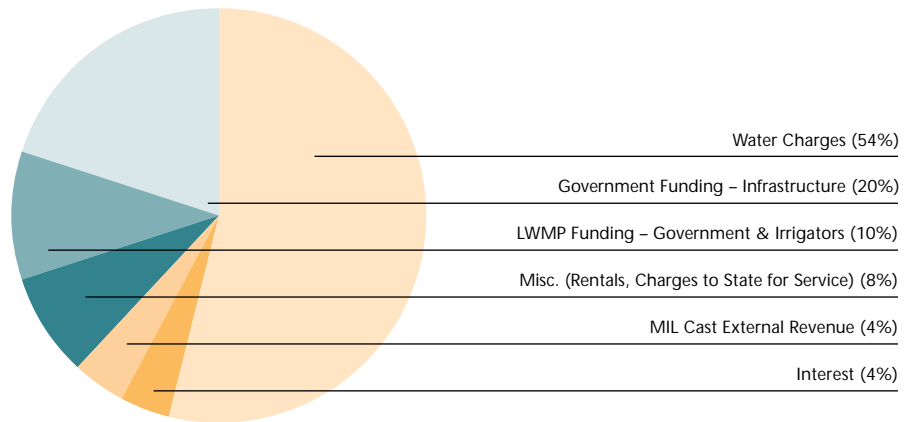 Water Charges (54%)
Government Funding – Infrastructure (20%)
LWMP Funding – Government & Irrigators (10%)
Misc. (Rentals, Charges to State for Service) (8%)
MIL Cast External Revenue (4%)
Interest (4%)